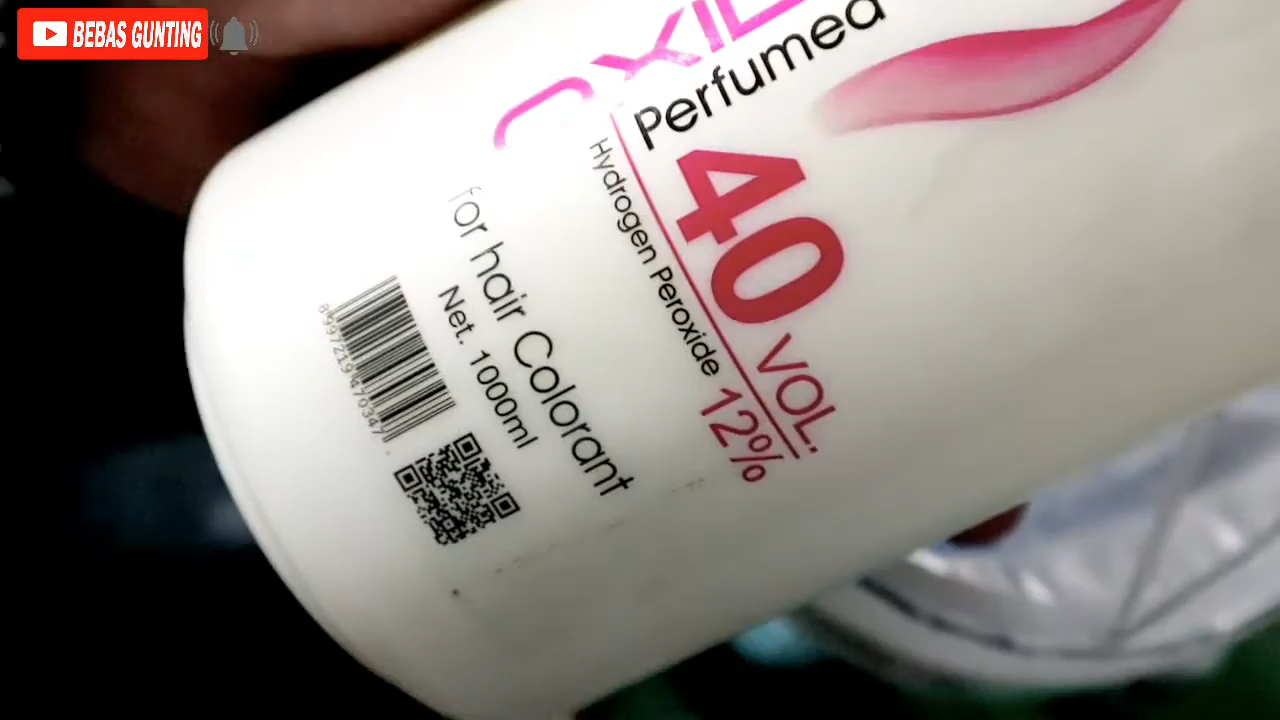 BEBAS GUNTING
Perfumed
40 VOL.
Hydrogen Peroxide 12%
for hair Colorant
Net. 1000ml